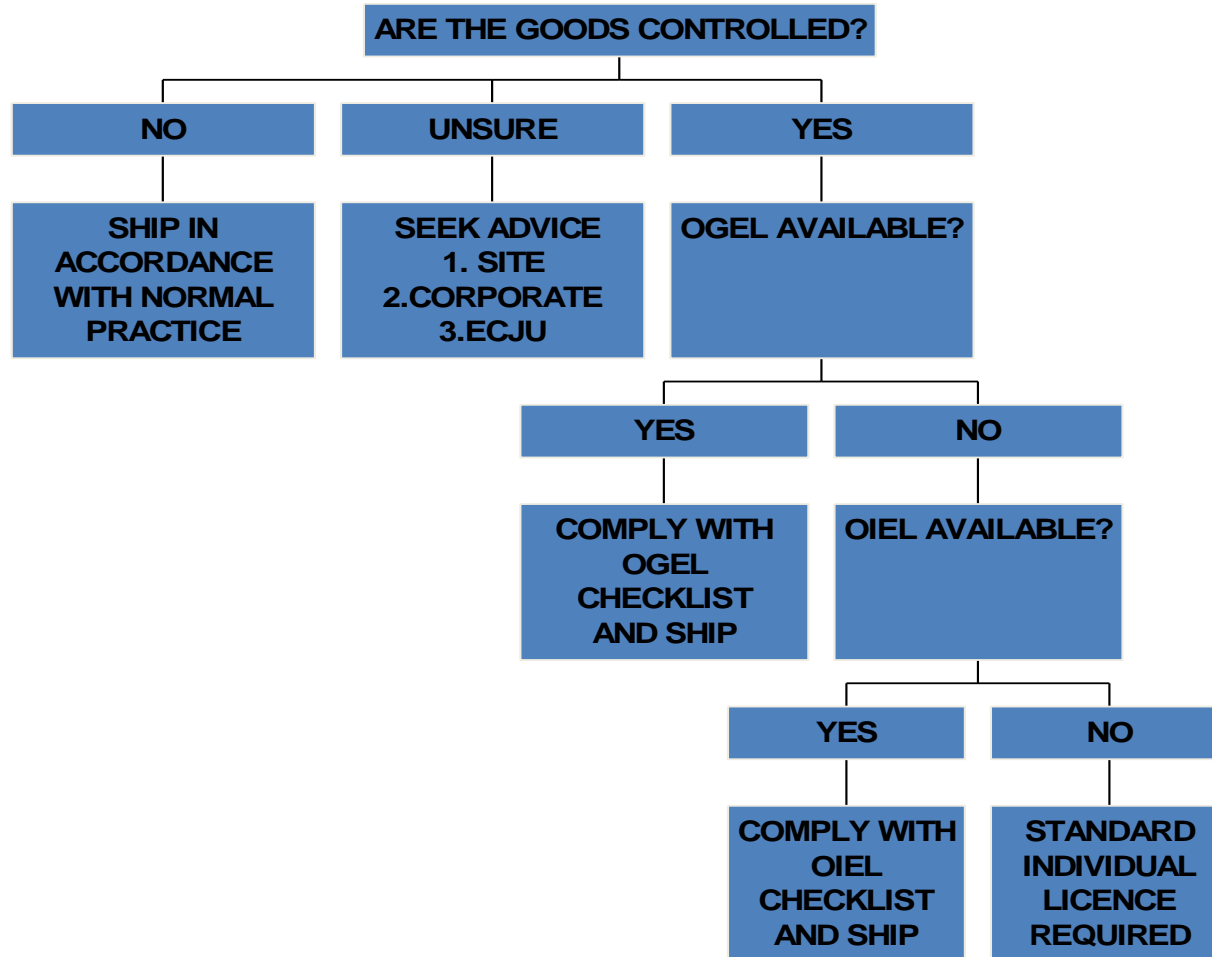 ARE THE GOODS CONTROLLED?
NO
UNSURE
YES
SHIP IN
ACCORDANCE
WITH NORMAL
PRACTICE
SEEK ADVICE
1. SITE
2.CORPORATE
3.ECJU
OGEL AVAILABLE?
YES
NO
COMPLY WITH
OGEL
CHECKLIST
AND SHIP
OIEL AVAILABLE?
YES
NO
COMPLY WITH
OIEL
CHECKLIST
AND SHIP
STANDARD
INDIVIDUAL
LICENCE
REQUIRED